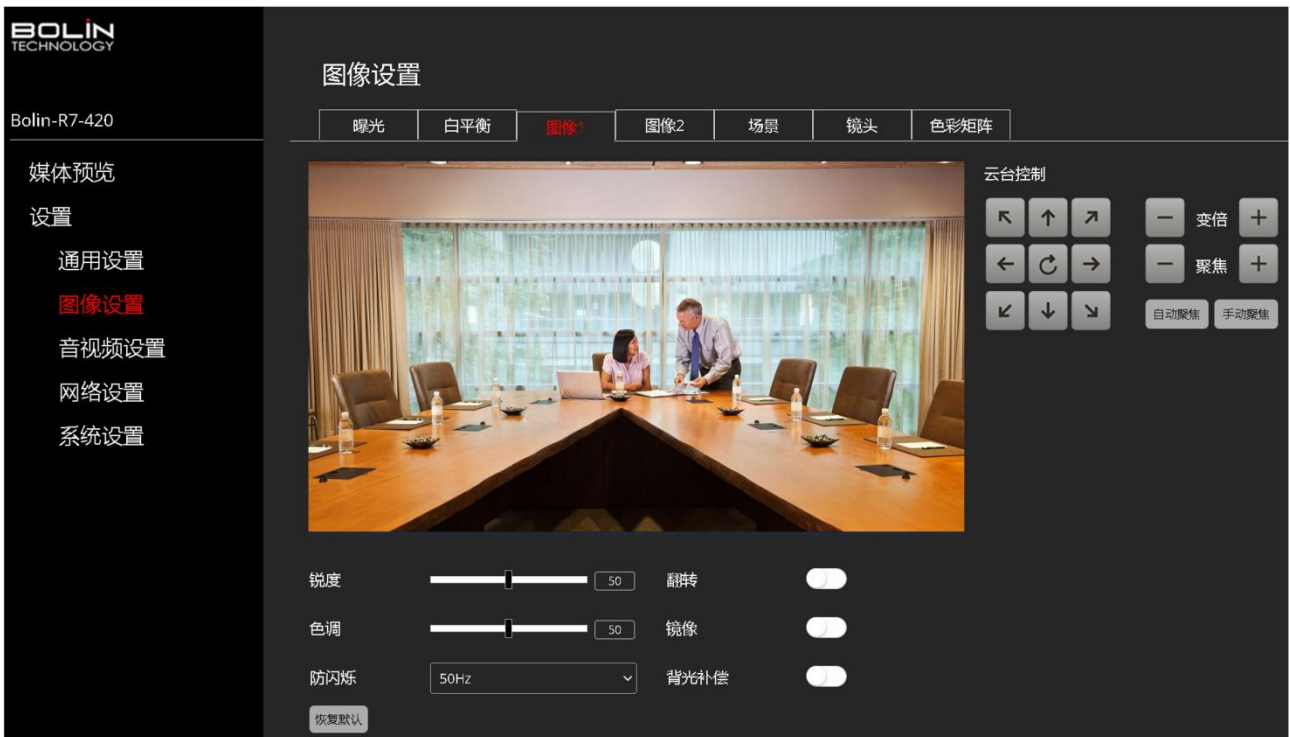 BOLIN
TECHNOLOGY
Bolin-R7-420
媒体预览
设置
通用设置
图像设置
音视频设置
网络设置
系统设置
图像设置
曝光 白平衡 图像1 图像2 场景 镜头 色彩矩阵
云台控制
变倍
聚焦
自动聚焦 手动聚焦
锐度 50 翻转
色调 50 镜像
防闪烁 50Hz 背光补偿
恢复默认